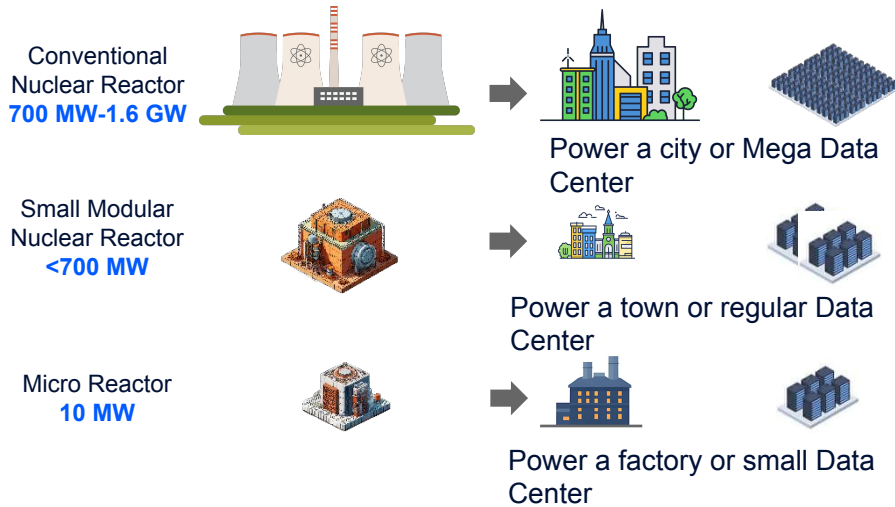 Conventional
Nuclear Reactor
700 MW-1.6 GW
Power a city or Mega Data
Center
Small Modular
Nuclear Reactor
<700 MW
Power a town or regular Data
Center
Micro Reactor
10 MW
Power a factory or small Data
Center